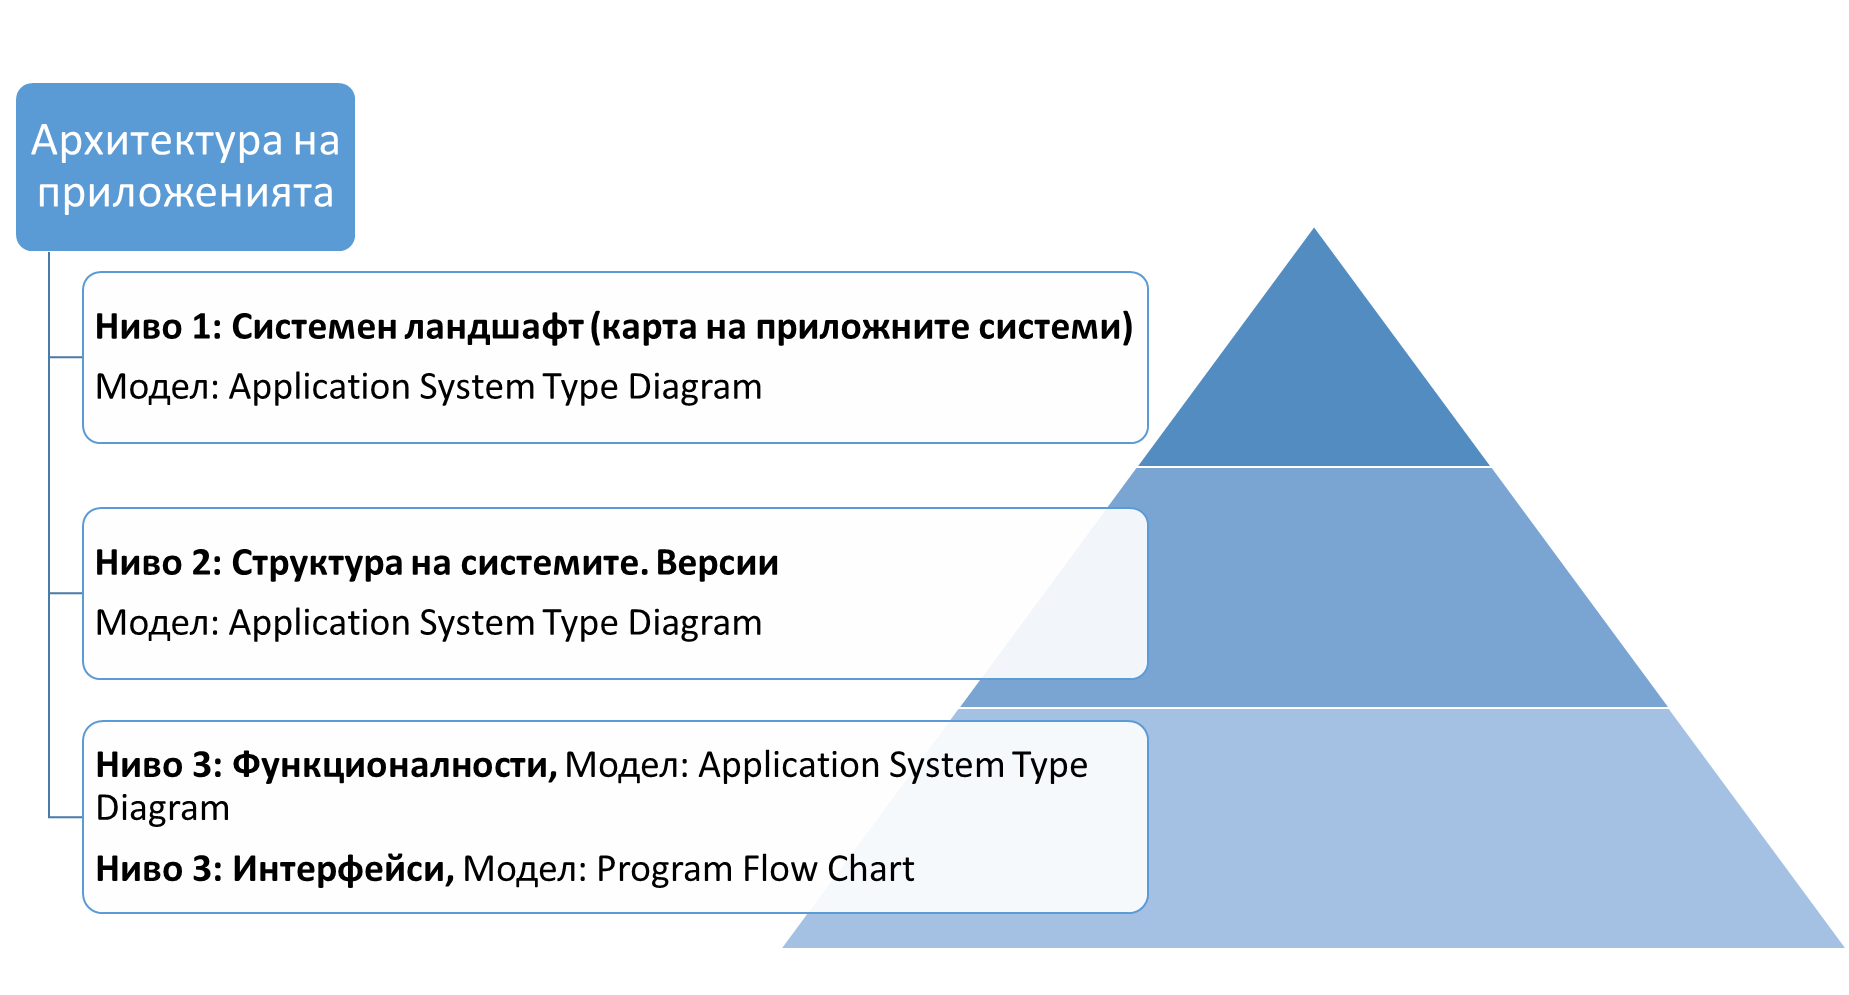 Архитектура на
приложенията
Ниво 1: Системен ландшафт (карта на приложните системи)
Модел: Application System Type Diagram
Ниво 2: Структура на системите. Версии
Модел: Application System Type Diagram
Ниво 3: Функционалности, Модел: Application System Type
Diagram
Ниво 3: Интерфейси, Модел: Program Flow Chart